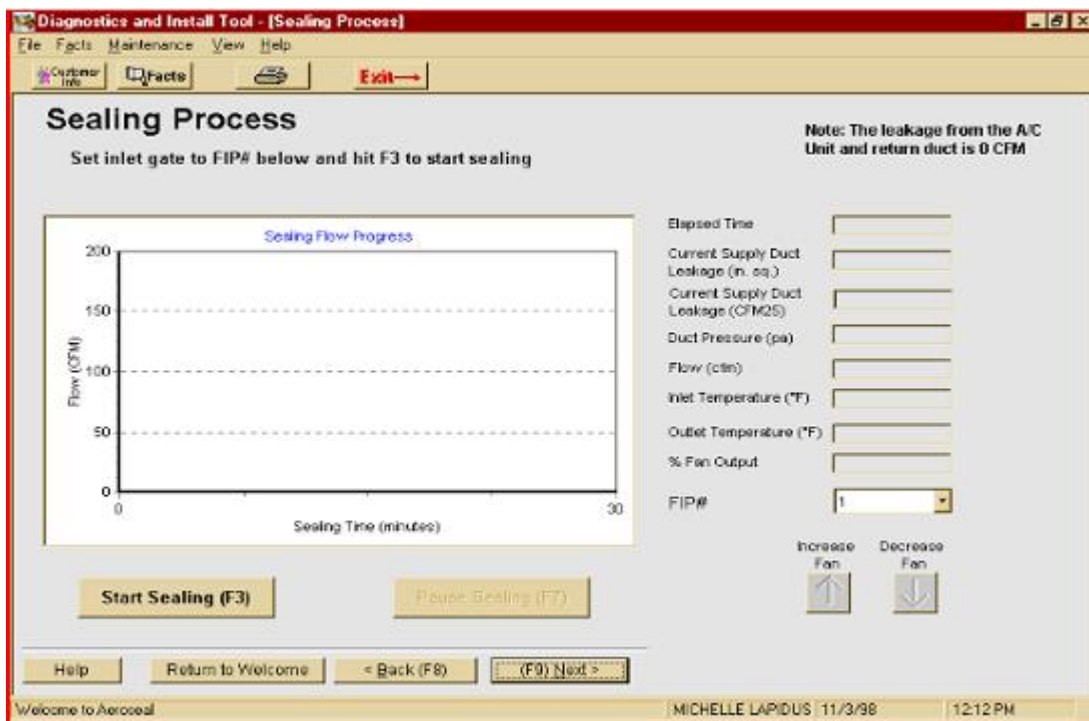 Diagnostics and Install Tool - [Sealing Process]
File Facts Maintenance View Help
Customer Info Facts Exit
Sealing Process
Set inlet gate to FIP# below and hit F3 to start sealing
Note: The leakage from the A/C
Unit and return duct is 0 CFM
Sealing Flow Progress
200
150
100
50
0
Flow (CFM)
0 30
Sealing Time (minutes)
Elapsed Time
Current Supply Duct
Leakage (in. sq.)
Current Supply Duct
Leakage (CFM25)
Duct Pressure (pa)
Flow (cfm)
Inlet Temperature (°F)
Outlet Temperature (°F)
% Fan Output
FIP# 1
Increase Fan
Decrease Fan
Start Sealing (F3) Pause Sealing (F7)
Help Return to Welcome < Back (F8) (F9) Next >
Welcome to Aeroseal MICHELLE LAPIDUS 11/3/98 12:12 PM